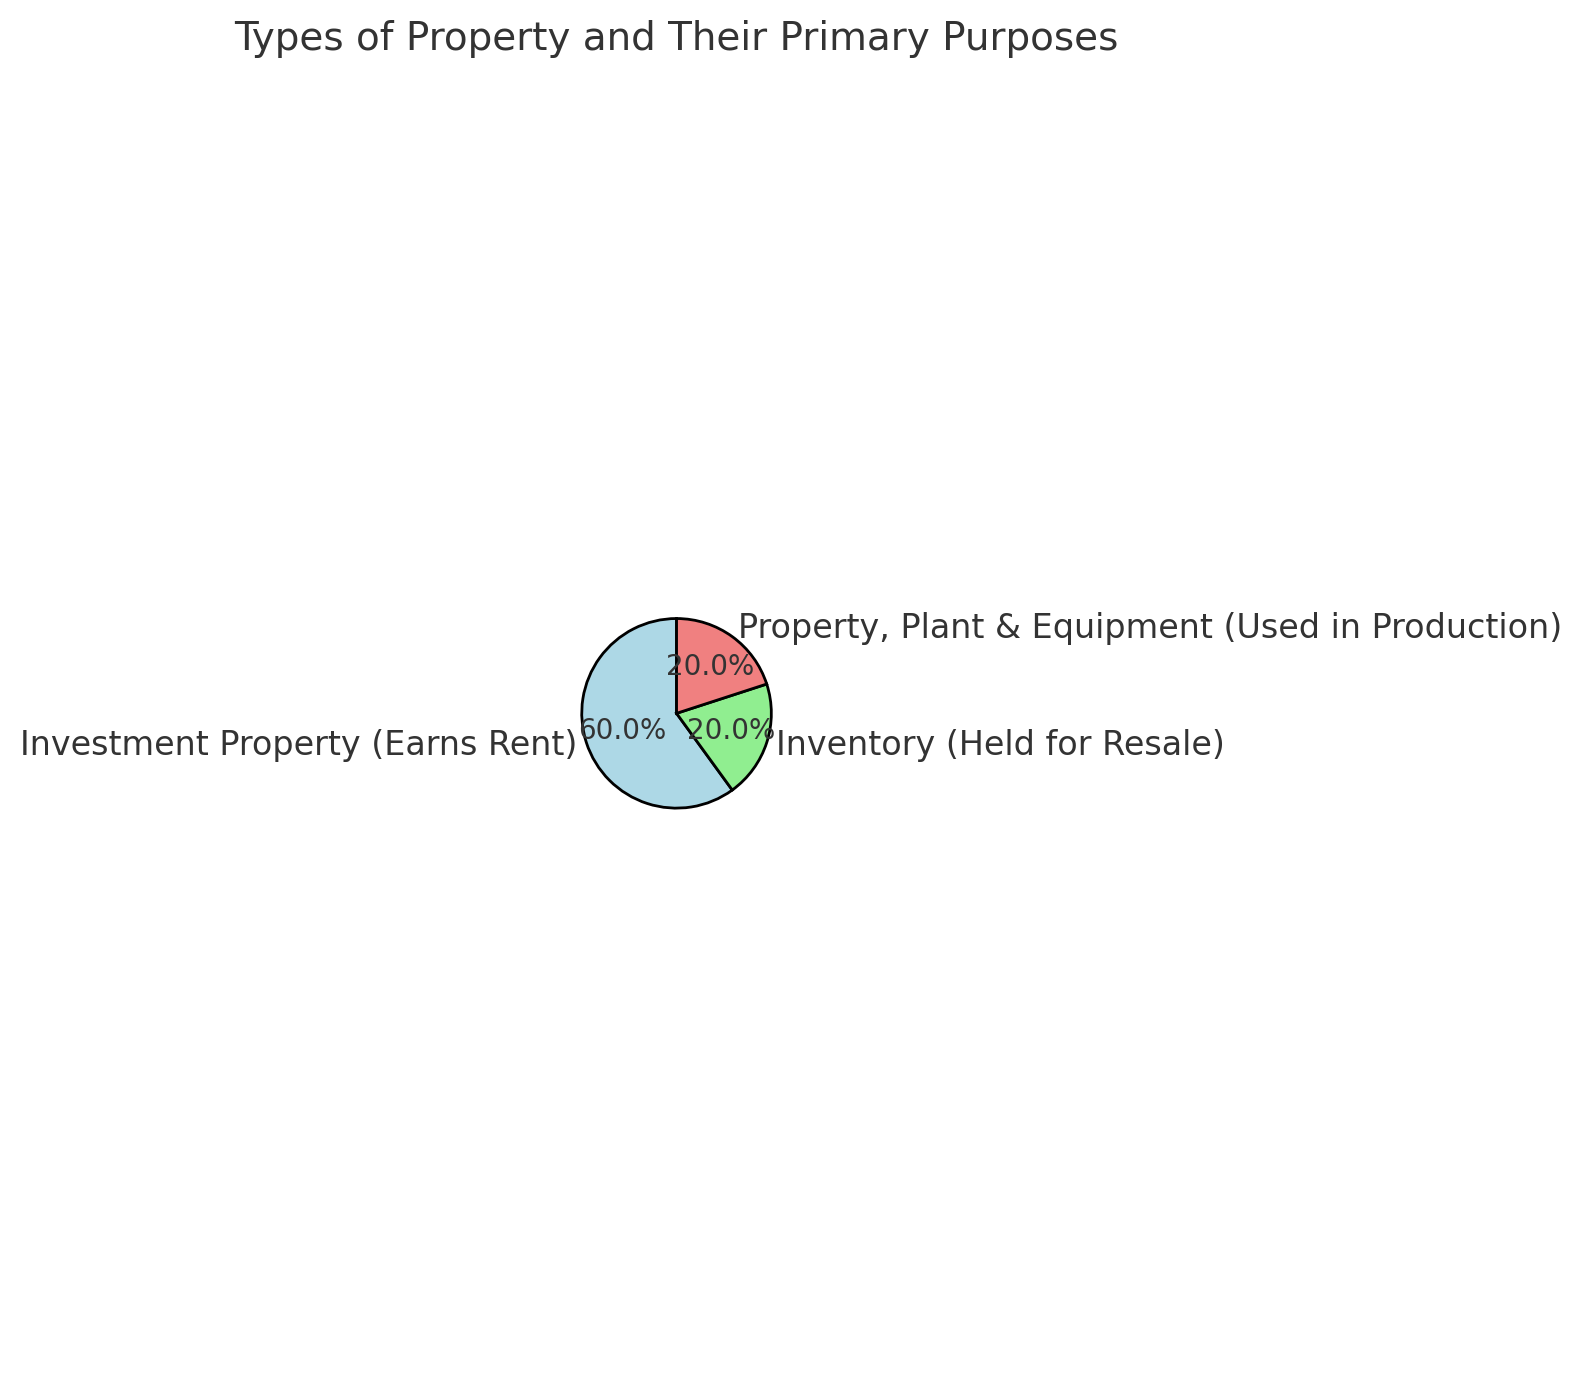 Types of Property and Their Primary Purposes
Property, Plant & Equipment (Used in Production)
20.0%
Investment Property (Earns Rent)
60.0%
20.0%
Inventory (Held for Resale)